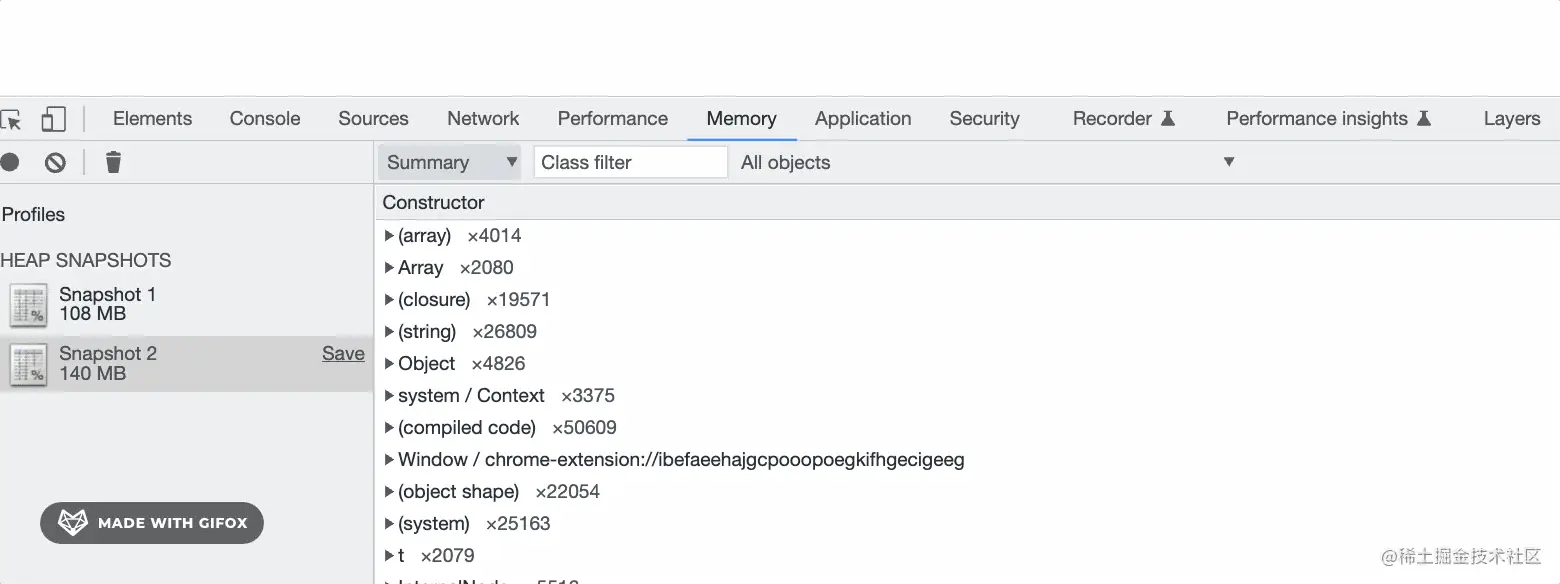 Elements Console Sources Network Performance Memory Application Security Recorder Performance insights Layers
Summary ▼ Class filter All objects ▼
Profiles
HEAP SNAPSHOTS
Snapshot 1
108 MB
Snapshot 2 Save
140 MB
Constructor
(array) ×4014
Array ×2080
(closure) ×19571
(string) ×26809
Object ×4826
system / Context ×3375
(compiled code) ×50609
Window / chrome-extension://ibefaeehajgcpooopoegkifhgecigeeg
(object shape) ×22054
(system) ×25163
t ×2079
MADE WITH GIFOX
@稀土掘金技术社区